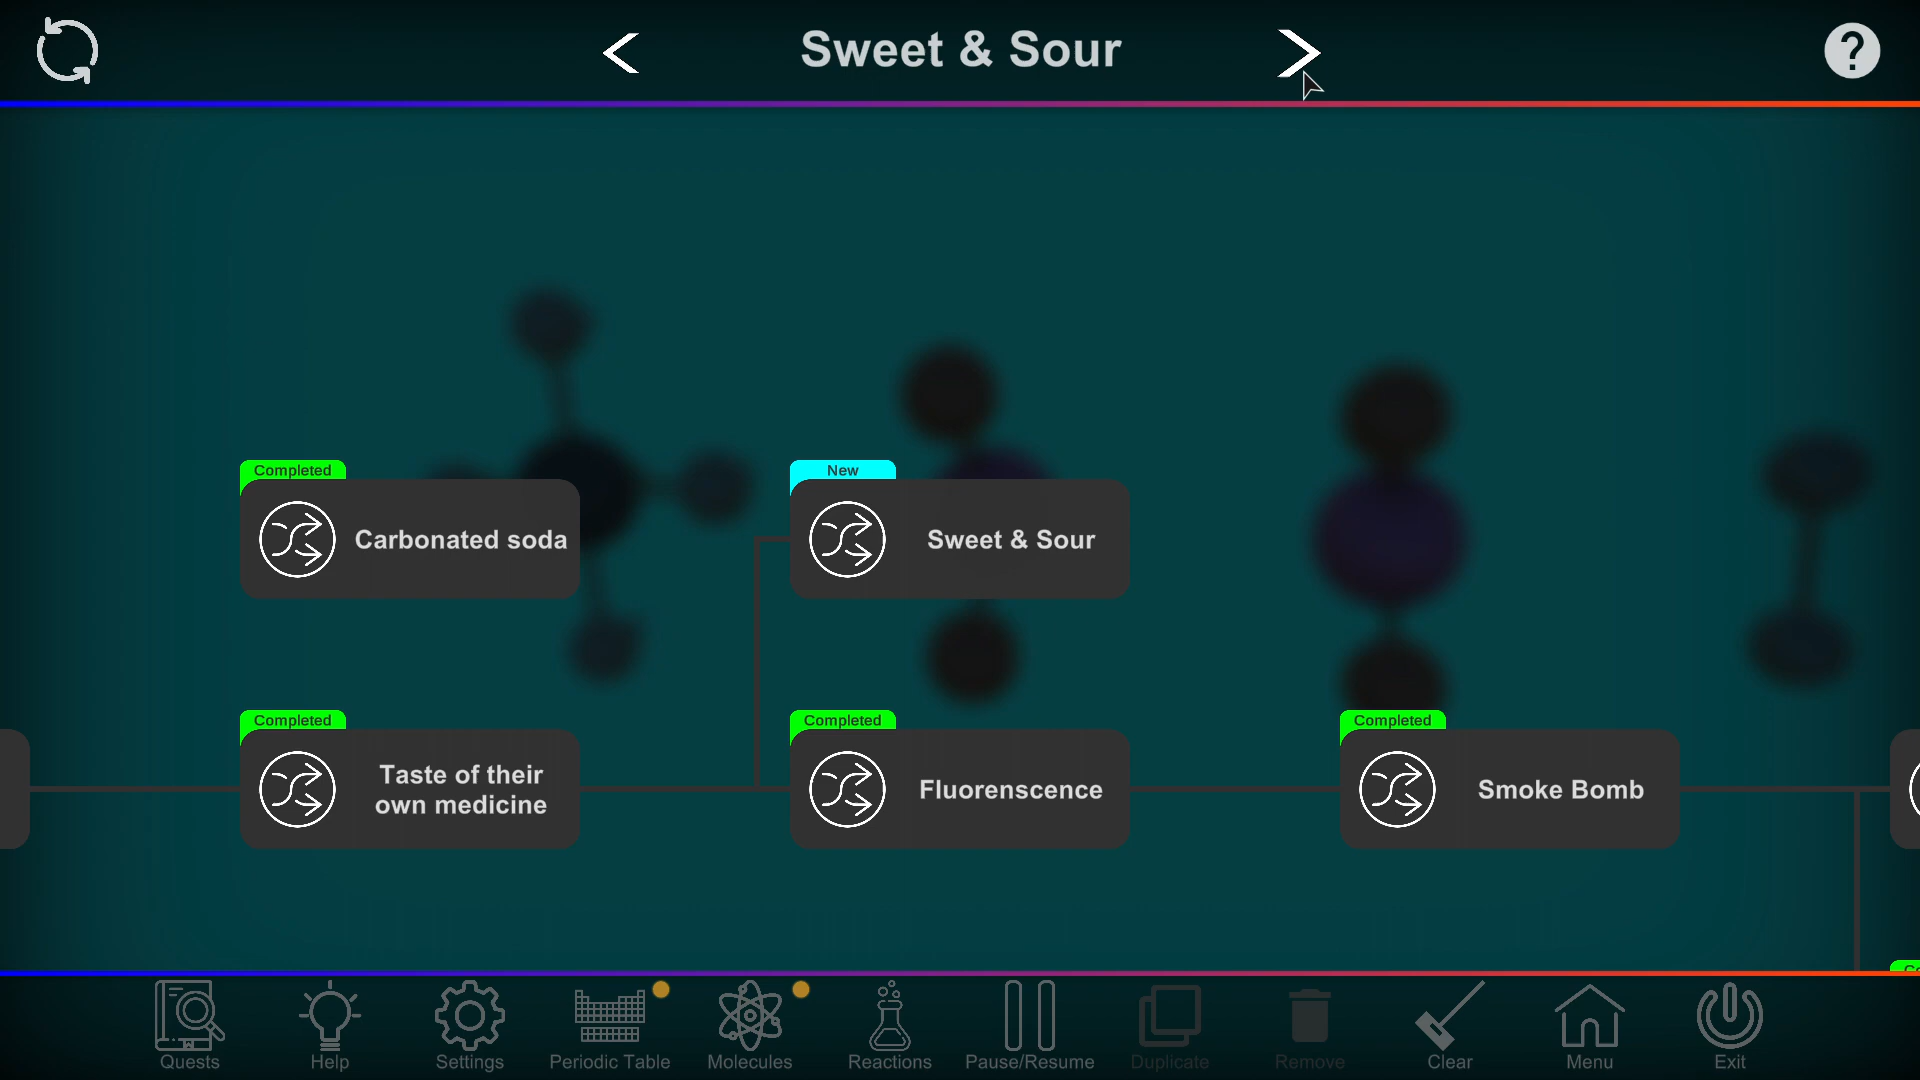 Sweet & Sour
Completed
Carbonated soda
New
Sweet & Sour
Completed
Taste of their
own medicine
Completed
Fluorenscence
Completed
Smoke Bomb
Quests
Help
Settings
Periodic Table
Molecules
Reactions
Pause/Resume
Duplicate
Remove
Clear
Menu
Exit